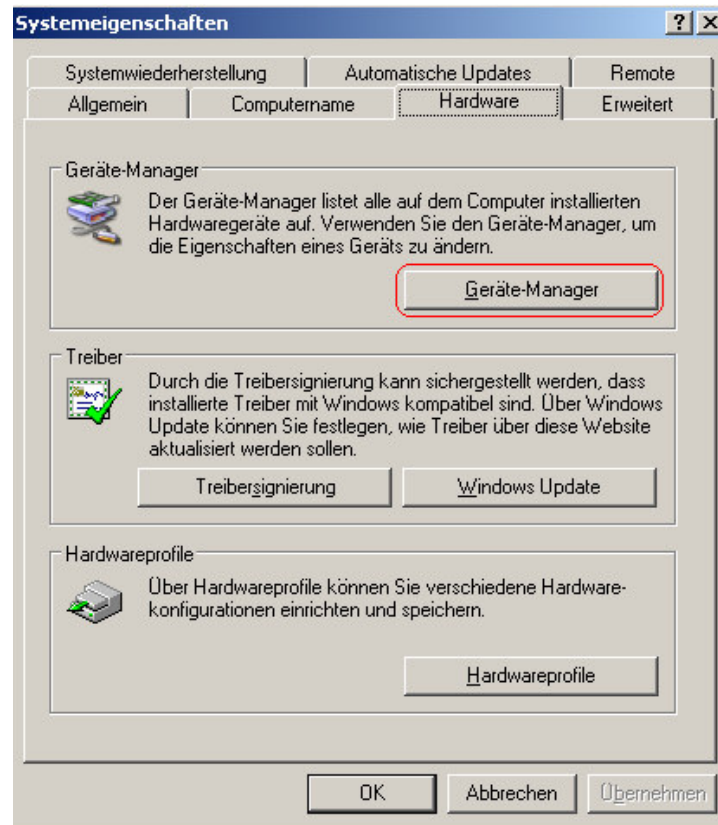 Systemeigenschaften
Systemwiederherstellung Automatische Updates Remote
Allgemein Computername Hardware Erweitert
Geräte-Manager
Der Geräte-Manager listet alle auf dem Computer installierten
Hardwaregeräte auf. Verwenden Sie den Geräte-Manager, um
die Eigenschaften eines Geräts zu ändern.
Geräte-Manager
Treiber
Durch die Treibersignierung kann sichergestellt werden, dass
installierte Treiber mit Windows kompatibel sind. Über Windows
Update können Sie festlegen, wie Treiber über diese Website
aktualisiert werden sollen.
Treibersignierung Windows Update
Hardwareprofile
Über Hardwareprofile können Sie verschiedene Hardware-
konfigurationen einrichten und speichern.
Hardwareprofile
OK Abbrechen Übernehmen